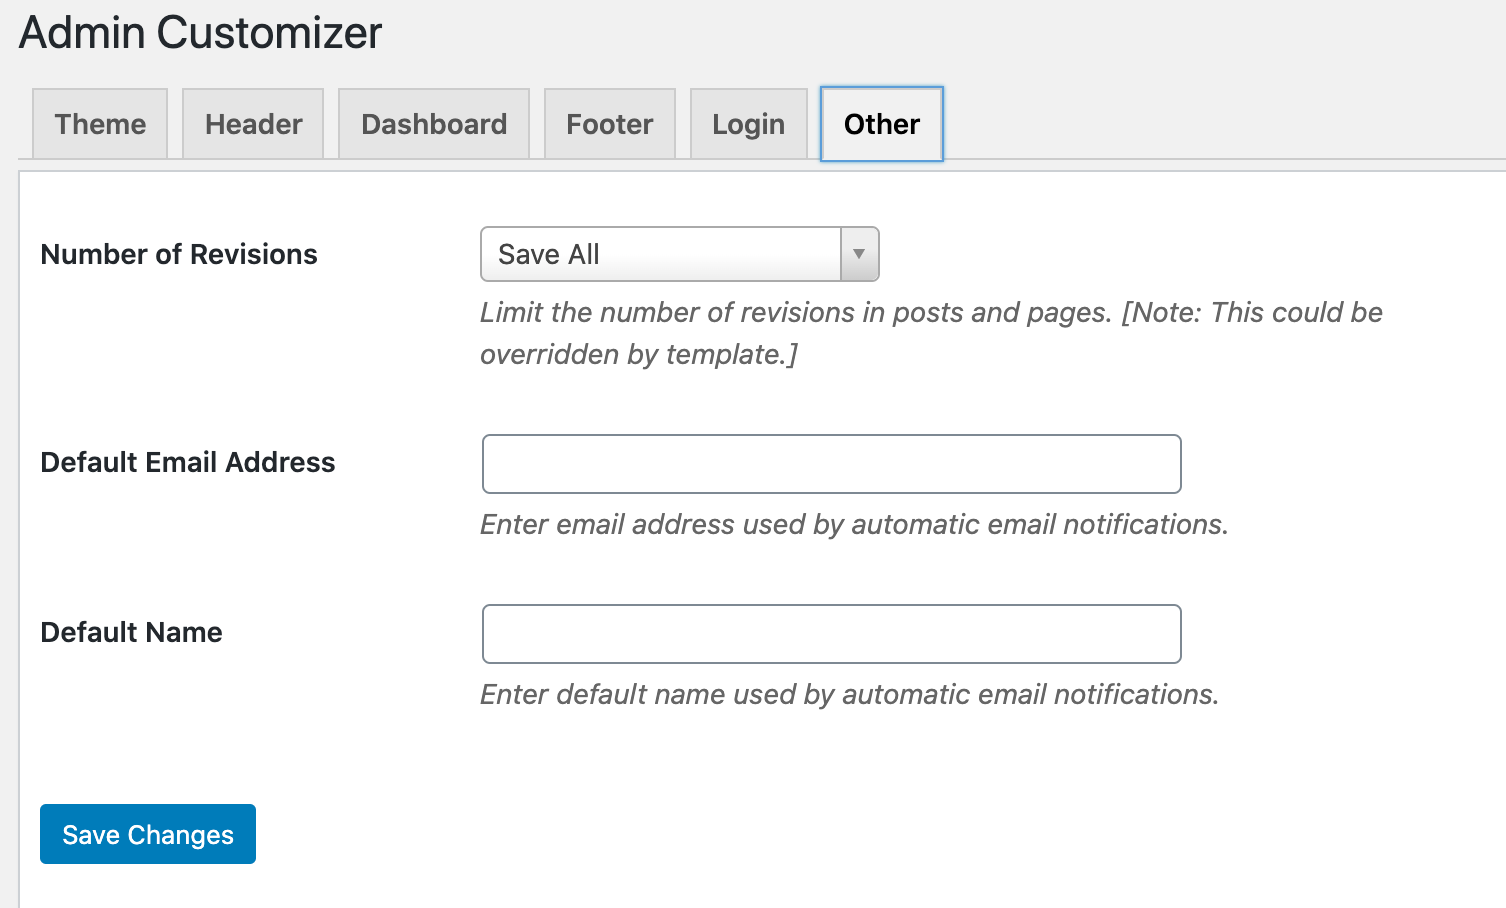 Admin Customizer
Theme Header Dashboard Footer Login Other
Number of Revisions Save All
Limit the number of revisions in posts and pages. [Note: This could be
overridden by template.]
Default Email Address
Enter email address used by automatic email notifications.
Default Name
Enter default name used by automatic email notifications.
Save Changes